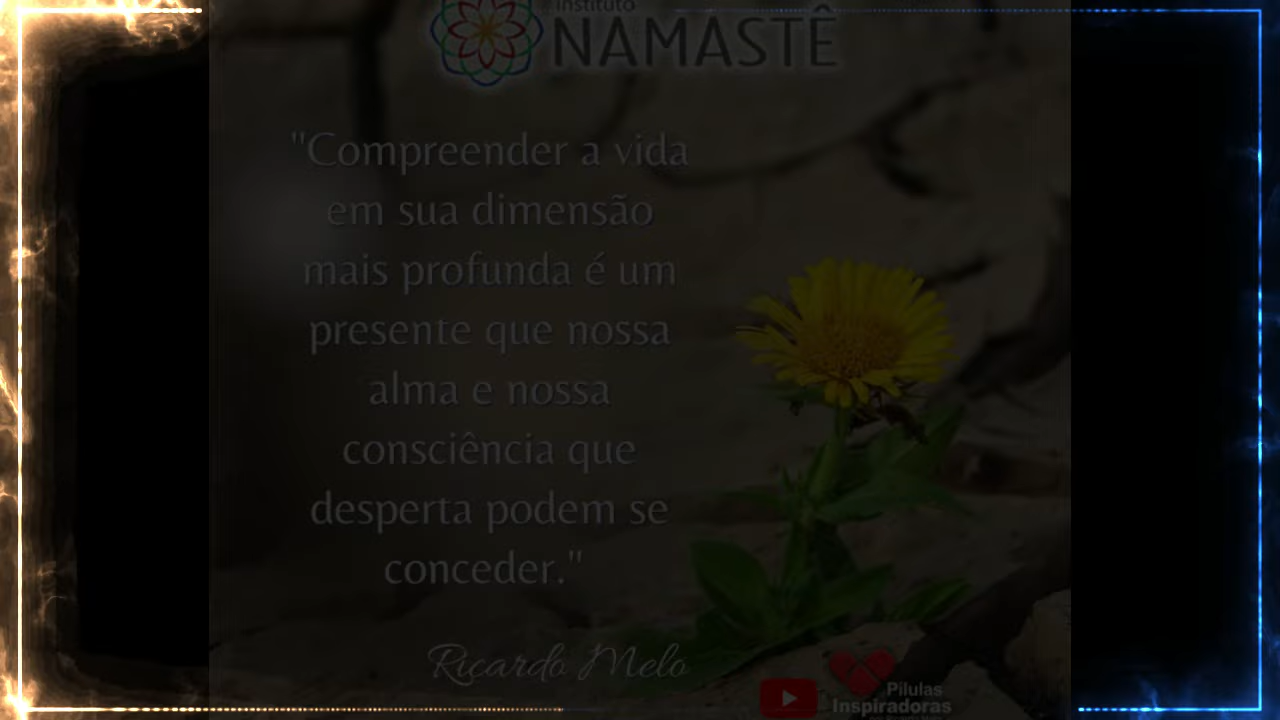 Instituto
NAMASTÊ
"Compreender a vida
em sua dimensão
mais profunda é um
presente que nossa
alma e nossa
consciência que
desperta podem se
conceder."
Ricardo Melo
Pílulas
Inspiradoras